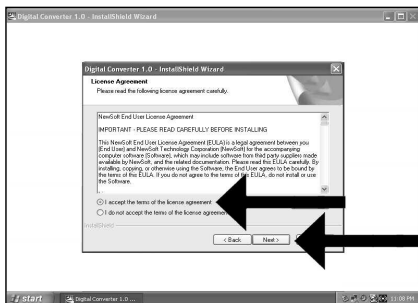 Digital Converter 1.0 - InstallShield Wizard
Digital Converter 1.0 - InstallShield Wizard
License Agreement
Please read the following license agreement carefully.
NewSoft End User License Agreement
IMPORTANT - PLEASE READ CAREFULLY BEFORE INSTALLING
This NewSoft End User License Agreement (EULA) is a legal agreement between you
(End User) and NewSoft Technology Corporation (NewSoft) for the accompanying
computer software (Software), which may include software from third party suppliers made
available by NewSoft, and the related documentation. Please read this EULA carefully. By
installing, copying, or otherwise using the Software, the End User agrees to be bound by
the terms of this EULA. If you do not agree to the terms of this EULA, do not install or use
the Software.
I accept the terms of the license agreement
I do not accept the terms of the license agreement
InstallShield
< Back
Next >
start
Digital Converter 1.0 ...
11:08 PM